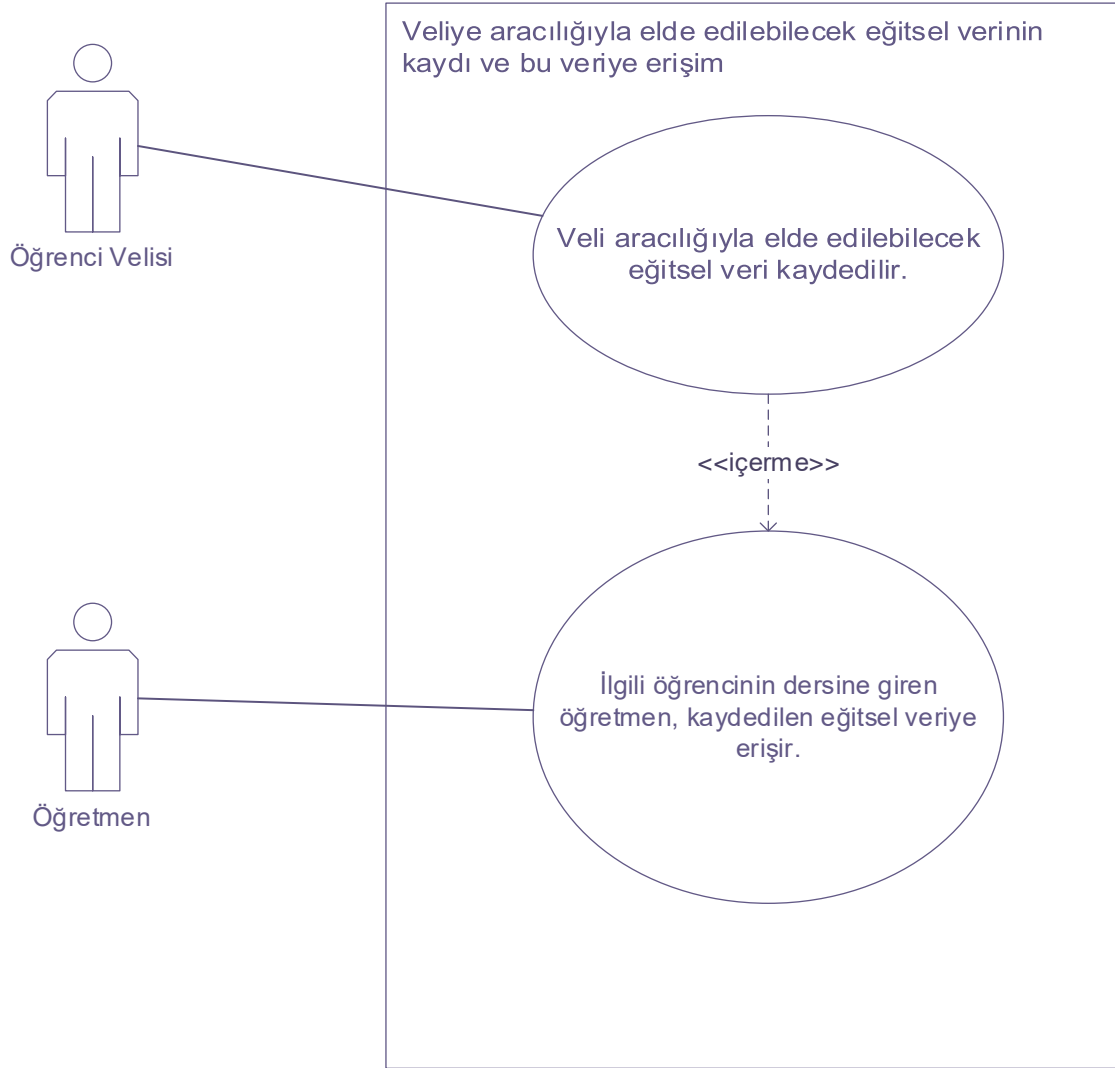 Veliye aracılığıyla elde edilebilecek eğitsel verinin
kaydı ve bu veriye erişim
Öğrenci Velisi
Veli aracılığıyla elde edilebilecek
eğitsel veri kaydedilir.
<<içerme>>
İlgili öğrencinin dersine giren
öğretmen, kaydedilen eğitsel veriye
erişir.
Öğretmen